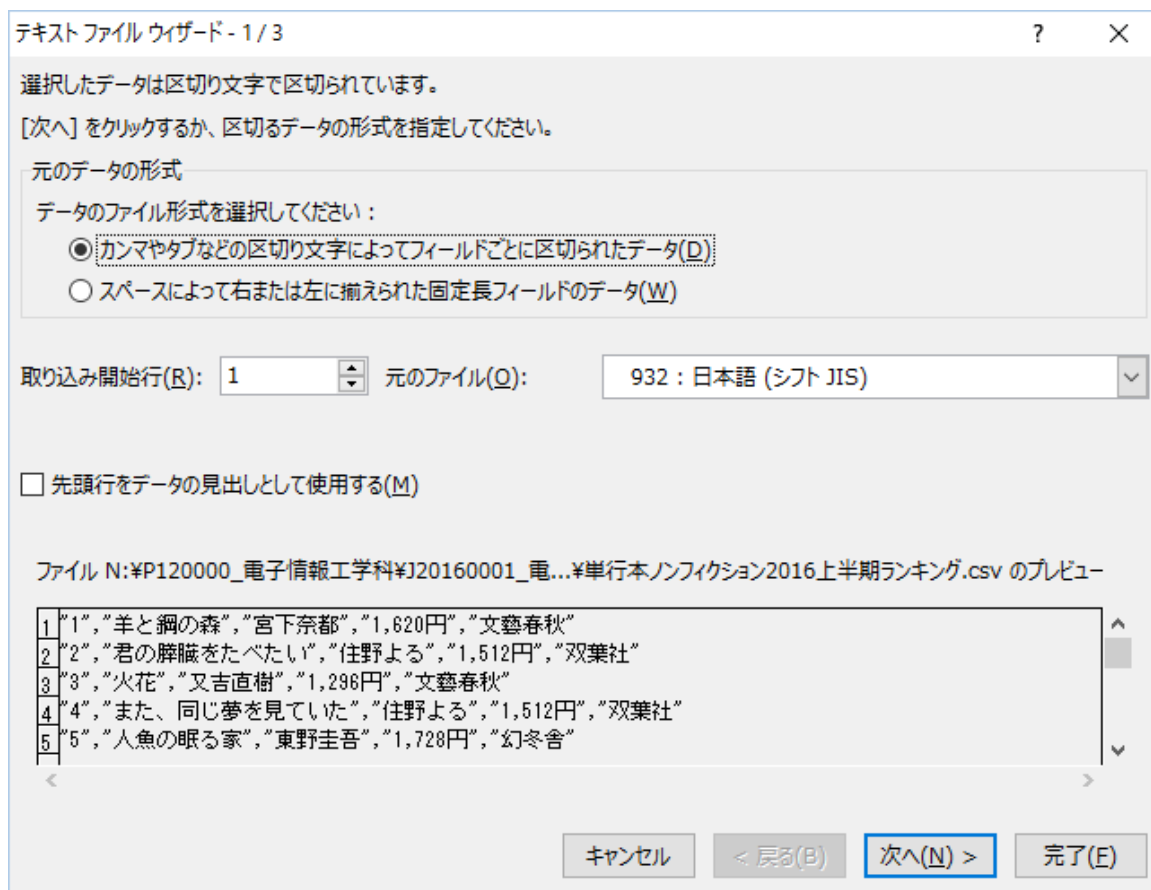 テキスト ファイル ウィザード - 1 / 3 ?
選択したデータは区切り文字で区切られています。
[次へ] をクリックするか、区切るデータの形式を指定してください。
元のデータの形式
データのファイル形式を選択してください：
カンマやタブなどの区切り文字によってフィールドごとに区切られたデータ(D)
スペースによって右または左に揃えられた固定長フィールドのデータ(W)
取り込み開始行(R): 1 元のファイル(O): 932 : 日本語 (シフト JIS)
先頭行をデータの見出しとして使用する(M)
ファイル N:¥P120000_電子情報工学科¥J20160001_電...¥単行本ノンフィクション2016上半期ランキング.csv のプレビュー
1 "1","羊と鋼の森","宮下奈都","1,620円","文藝春秋"
2 "2","君の膵臓をたべたい","住野よる","1,512円","双葉社"
3 "3","火花","又吉直樹","1,296円","文藝春秋"
4 "4","また、同じ夢を見ていた","住野よる","1,512円","双葉社"
5 "5","人魚の眠る家","東野圭吾","1,728円","幻冬舎"
キャンセル < 戻る(B) 次へ(N) > 完了(F)